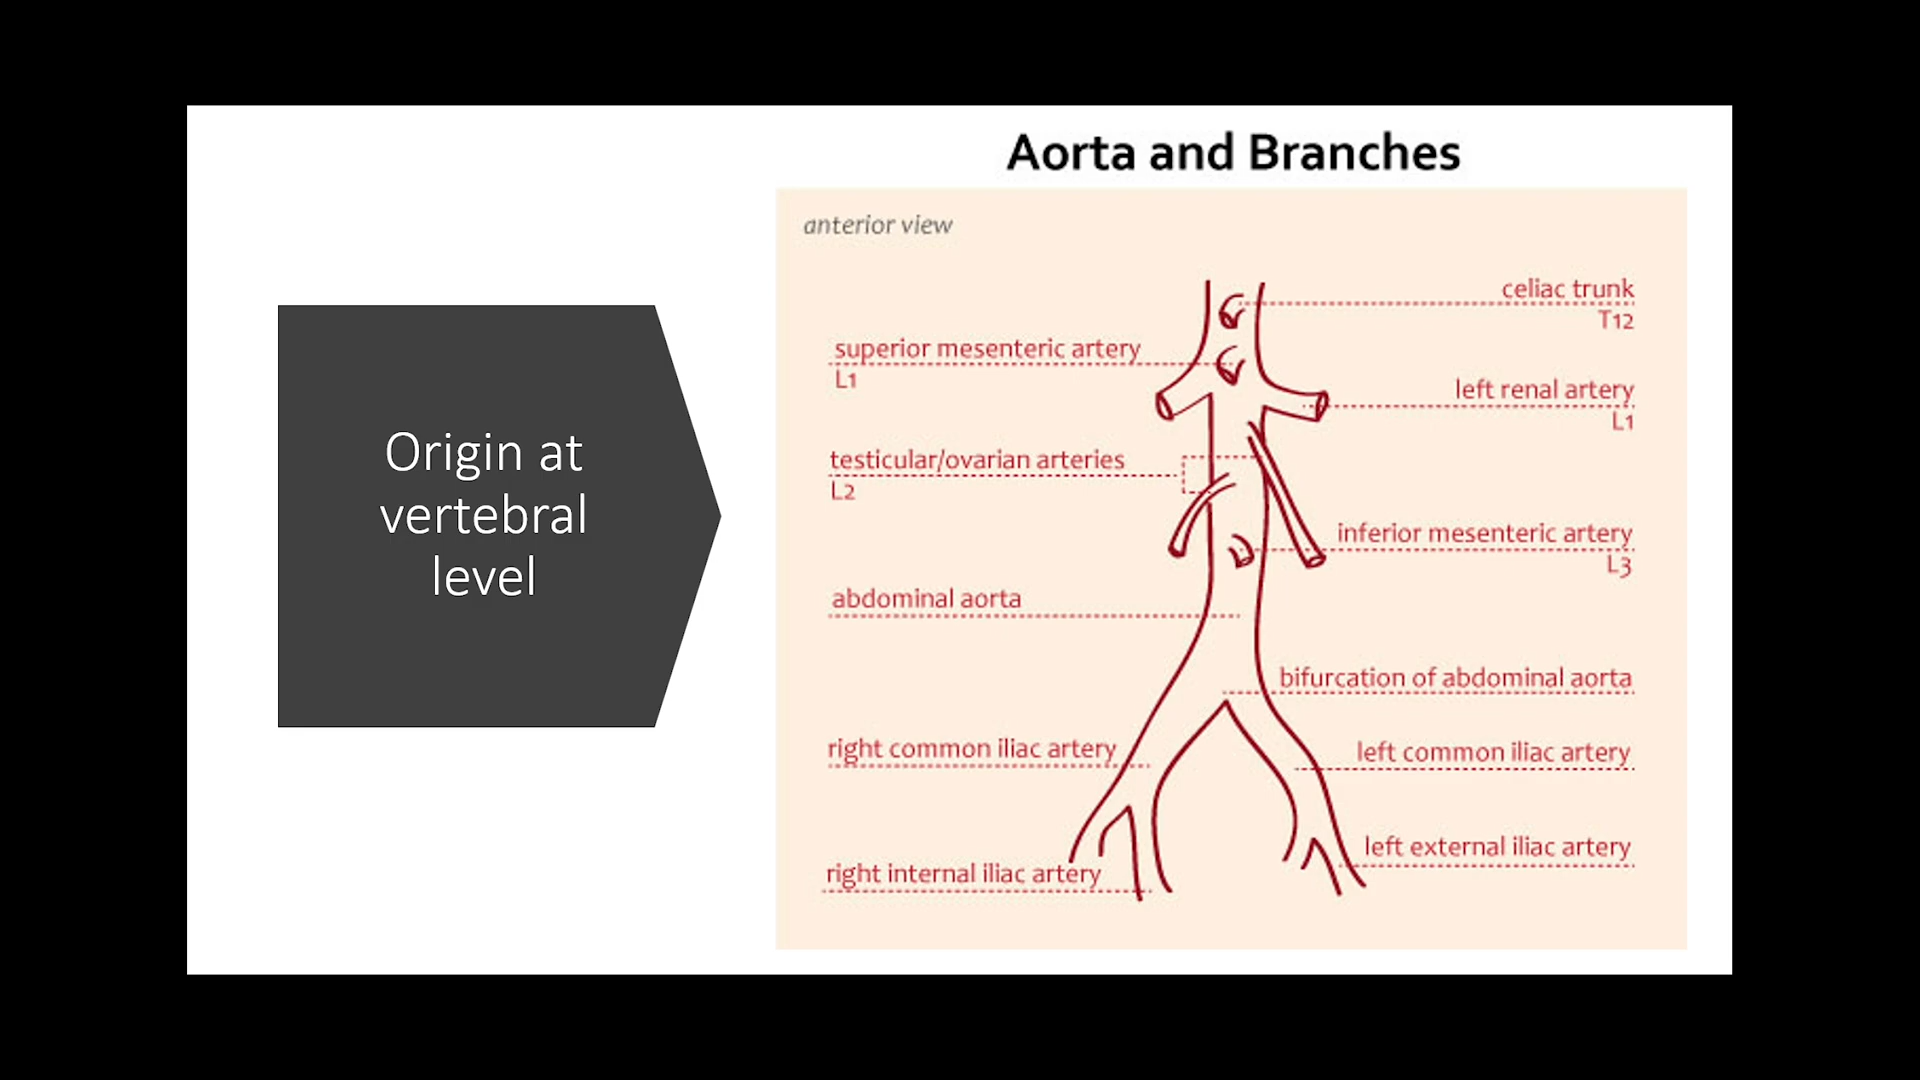 Origin at
vertebral
level
Aorta and Branches
anterior view
celiac trunk
T12
superior mesenteric artery
L1
left renal artery
L1
testicular/ovarian arteries
L2
inferior mesenteric artery
L3
abdominal aorta
bifurcation of abdominal aorta
right common iliac artery
left common iliac artery
left external iliac artery
right internal iliac artery